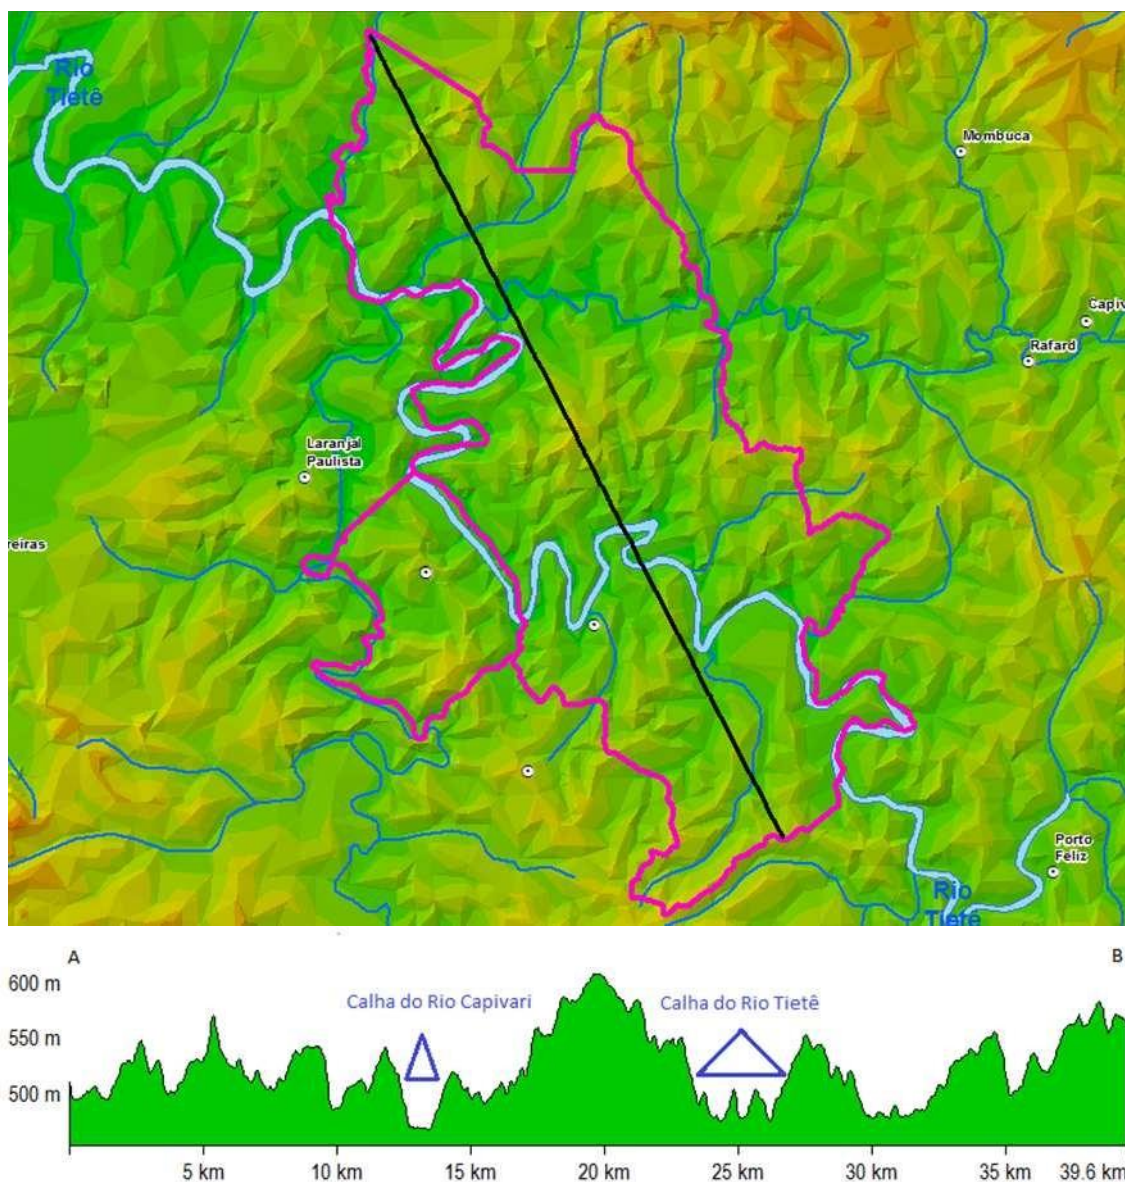 Rio
Tietê
Mombuca
Capiv
Rafard
Laranjal
Paulista
reiras
Porto
Feliz
Rio
Tietê
A
B
600 m
550 m
500 m
Calha do Rio Capivari
Calha do Rio Tietê
5 km
10 km
15 km
20 km
25 km
30 km
35 km
39.6 km